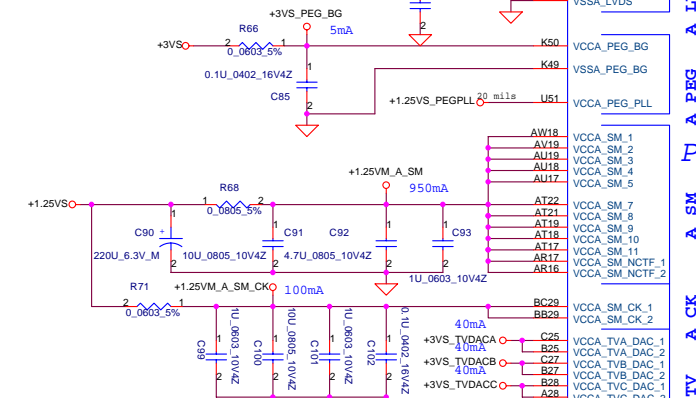 2
VSSA_LVDS
A L
+3VS_PEG_BG
5mA
R66
+3VS
2
1
0_0603_5%
K50
VCCA_PEG_BG
1
0.1U_0402_16V4Z
K49
VSSA_PEG_BG
C85
2
+1.25VS_PEGPLL
20 mils
U51
VCCA_PEG_PLL
A PEG
P
AW18
VCCA_SM_1
AV19
VCCA_SM_2
AU19
VCCA_SM_3
AU18
VCCA_SM_4
AU17
VCCA_SM_5
+1.25VM_A_SM
950mA
R68
+1.25VS
1
2
0_0805_5%
AT22
VCCA_SM_7
AT21
VCCA_SM_8
AT19
VCCA_SM_9
AT18
VCCA_SM_10
AT17
VCCA_SM_11
AR17
VCCA_SM_NCTF_1
AR16
VCCA_SM_NCTF_2
A SM
1
1
1
1
C90
+
C91
C92
C93
220U_6.3V_M
10U_0805_10V4Z
4.7U_0805_10V4Z
2
2
2
2
1U_0603_10V4Z
R71
+1.25VM_A_SM_CK
100mA
2
1
0_0603_5%
BC29
VCCA_SM_CK_1
BB29
VCCA_SM_CK_2
A CK
1
1
1
1
C99
1U_0603_10V4Z
C100
10U_0805_10V4Z
C101
1U_0603_10V4Z
C102
0.1U_0402_16V4Z
2
2
2
2
40mA
+3VS_TVDACA
C25
VCCA_TVA_DAC_1
40mA
B25
VCCA_TVA_DAC_2
+3VS_TVDACB
C27
VCCA_TVB_DAC_1
40mA
B27
VCCA_TVB_DAC_2
+3VS_TVDACC
B28
VCCA_TVC_DAC_1
A28
TV